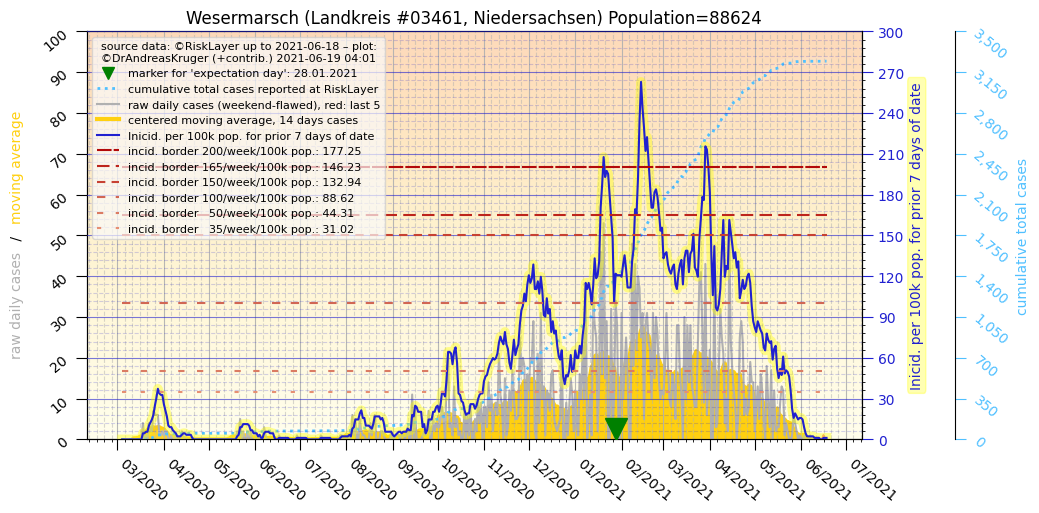 Wesermarsch (Landkreis #03461, Niedersachsen) Population=88624
source data: ©RiskLayer up to 2021-06-18 – plot:
©DrAndreasKruger (+contrib.) 2021-06-19 04:01
marker for 'expectation day': 28.01.2021
cumulative total cases reported at RiskLayer
raw daily cases (weekend-flawed), red: last 5
centered moving average, 14 days cases
Inicid. per 100k pop. for prior 7 days of date
incid. border 200/week/100k pop.: 177.25
incid. border 165/week/100k pop.: 146.23
incid. border 150/week/100k pop.: 132.94
incid. border 100/week/100k pop.: 88.62
incid. border   50/week/100k pop.: 44.31
incid. border   35/week/100k pop.: 31.02
raw daily cases / moving average
100
90
80
70
60
50
40
30
20
10
0
03/2020
04/2020
05/2020
06/2020
07/2020
08/2020
09/2020
10/2020
11/2020
12/2020
01/2021
02/2021
03/2021
04/2021
05/2021
06/2021
07/2021
300
270
240
210
180
150
120
90
60
30
0
Inicid. per 100k pop. for prior 7 days of date
3,500
3,150
2,800
2,450
2,100
1,750
1,400
1,050
700
350
0
cumulative total cases